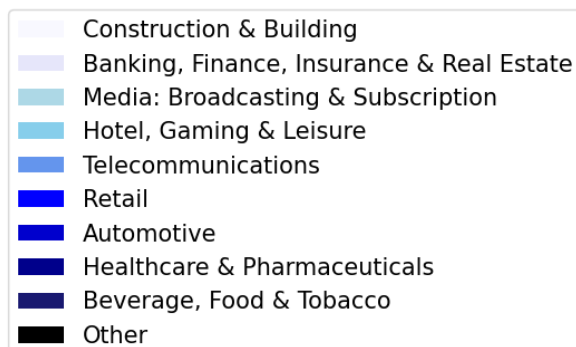 Construction & Building
Banking, Finance, Insurance & Real Estate
Media: Broadcasting & Subscription
Hotel, Gaming & Leisure
Telecommunications
Retail
Automotive
Healthcare & Pharmaceuticals
Beverage, Food & Tobacco
Other